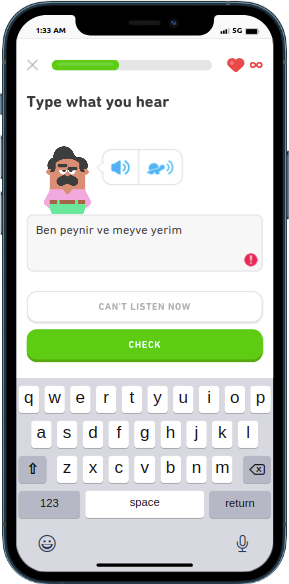 1:33 AM
5G
Type what you hear
Ben peynir ve meyve yerim
CAN'T LISTEN NOW
CHECK
q w e r t y u i o p
a s d f g h j k l
z x c v b n m
123 space return